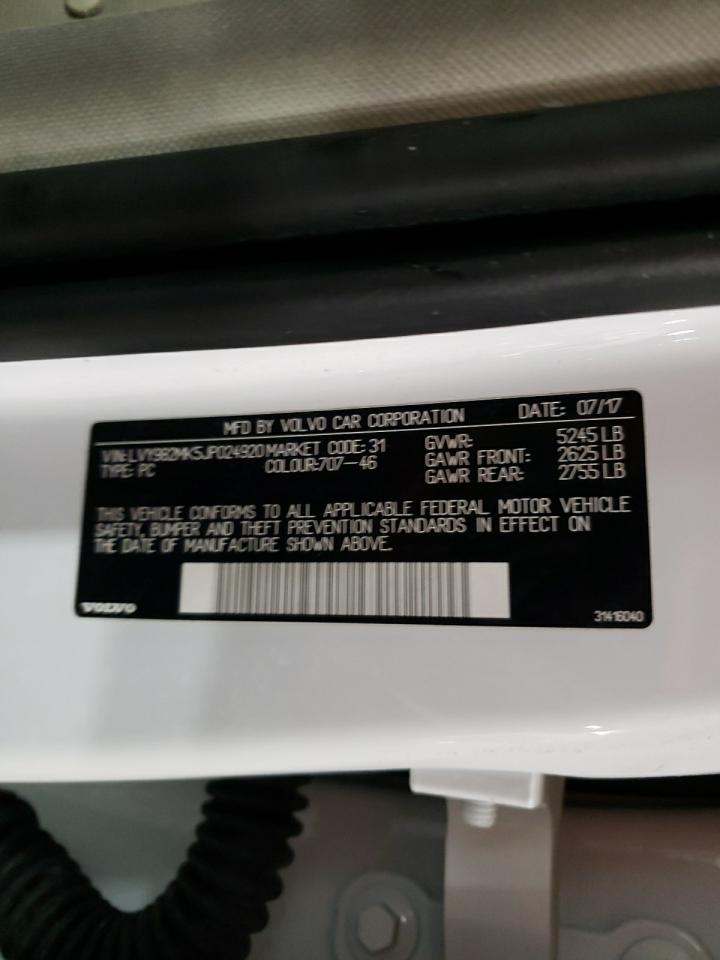 MFD BY VOLVO CAR CORPORATION DATE: 07/17
VIN:LVY982MK5JP024920 MARKET CODE: 31 GVWR: 5245 LB
TYPE: PC COLOUR:707-46 GAWR FRONT: 2625 LB
GAWR REAR: 2755 LB
THIS VEHICLE CONFORMS TO ALL APPLICABLE FEDERAL MOTOR VEHICLE
SAFETY, BUMPER AND THEFT PREVENTION STANDARDS IN EFFECT ON
THE DATE OF MANUFACTURE SHOWN ABOVE.
VOLVO 31416040